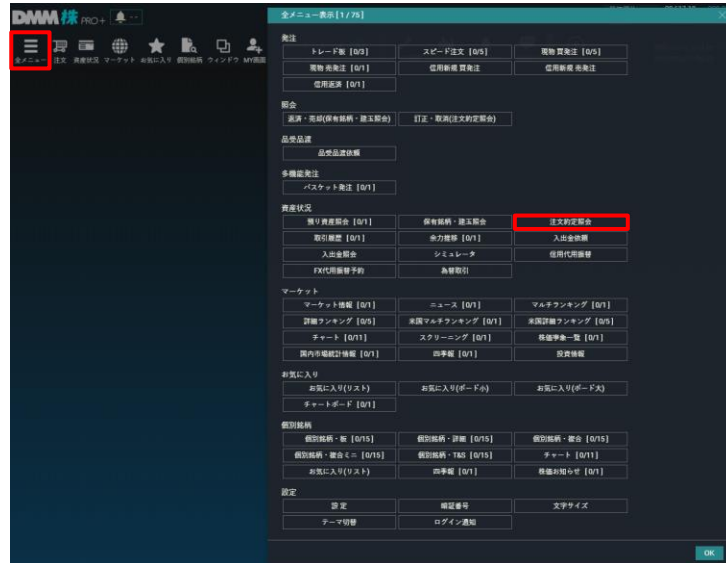 DMM 株 PRO+
全メニュー 注文 資産状況 マーケット お気に入り 個別銘柄 ウィンドウ MY画面
全メニュー表示 [1/75]
発注
トレード板 [0/3] スピード注文 [0/5] 現物 買発注 [0/5]
現物 売発注 [0/1] 信用新規 買発注 信用新規 売発注
信用返済 [0/1]
照会
返済・売却(保有銘柄・建玉照会) 訂正・取消(注文約定照会)
品受品渡
品受品渡依頼
多機能発注
バスケット発注 [0/1]
資産状況
預り資産照会 [0/1] 保有銘柄・建玉照会 注文約定照会
取引履歴 [0/1] 余力推移 [0/1] 入出金依頼
入出金照会 シミュレータ 信用代用振替
FX代用振替予約 為替取引
マーケット
マーケット情報 [0/1] ニュース [0/1] マルチランキング [0/1]
詳細ランキング [0/5] 米国マルチランキング [0/1] 米国詳細ランキング [0/5]
チャート [0/11] スクリーニング [0/1] 株価予象一覧 [0/1]
国内市場統計情報 [0/1] 四季報 [0/1] 投資情報
お気に入り
お気に入り(リスト) お気に入り(ボード小) お気に入り(ボード大)
チャートボード [0/1]
個別銘柄
個別銘柄・板 [0/15] 個別銘柄・詳細 [0/15] 個別銘柄・複合 [0/15]
個別銘柄・複合ミニ [0/15] 個別銘柄・T&S [0/15] チャート [0/11]
お気に入り(リスト) 四季報 [0/1] 株価お知らせ [0/1]
設定
設定 暗証番号 文字サイズ
テーマ切替 ログイン通知
OK